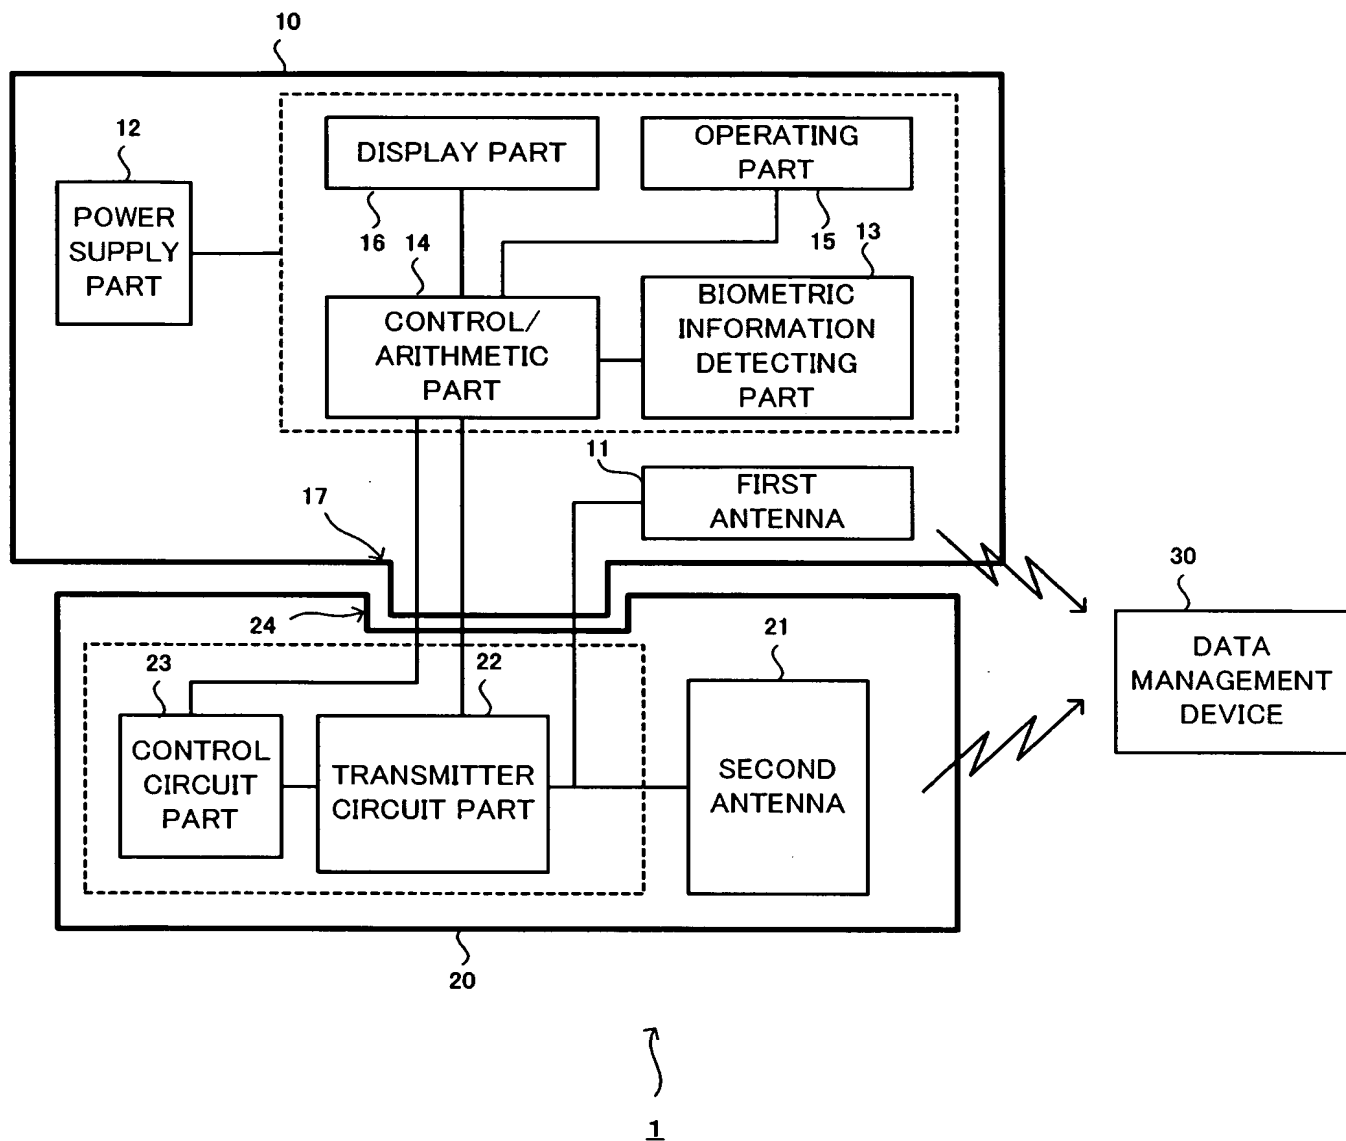 10
12
POWER
SUPPLY
PART
DISPLAY PART
16
OPERATING
PART
15
14
13
CONTROL/
ARITHMETIC
PART
BIOMETRIC
INFORMATION
DETECTING
PART
11
FIRST
ANTENNA
17
24
30
DATA
MANAGEMENT
DEVICE
23
CONTROL
CIRCUIT
PART
22
TRANSMITTER
CIRCUIT PART
21
SECOND
ANTENNA
20
1